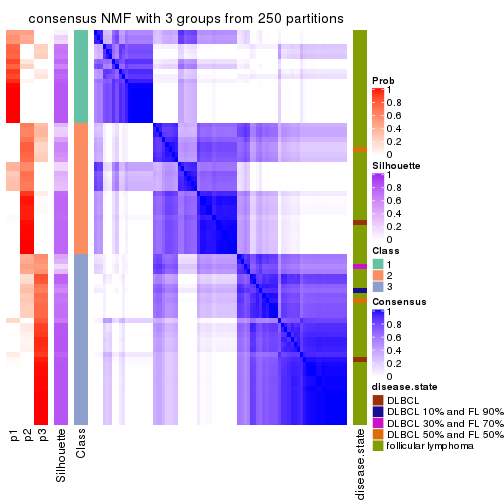 consensus NMF with 3 groups from 250 partitions
Prob
1
0.8
0.6
0.4
0.2
0
Silhouette
1
0.8
0.6
0.4
0.2
0
Class
1
2
3
Consensus
1
0.8
0.6
0.4
0.2
0
disease.state
DLBCL
DLBCL 10% and FL 90%
DLBCL 30% and FL 70%
DLBCL 50% and FL 50%
follicular lymphoma
p1
p2
p3
Silhouette
Class
disease.state